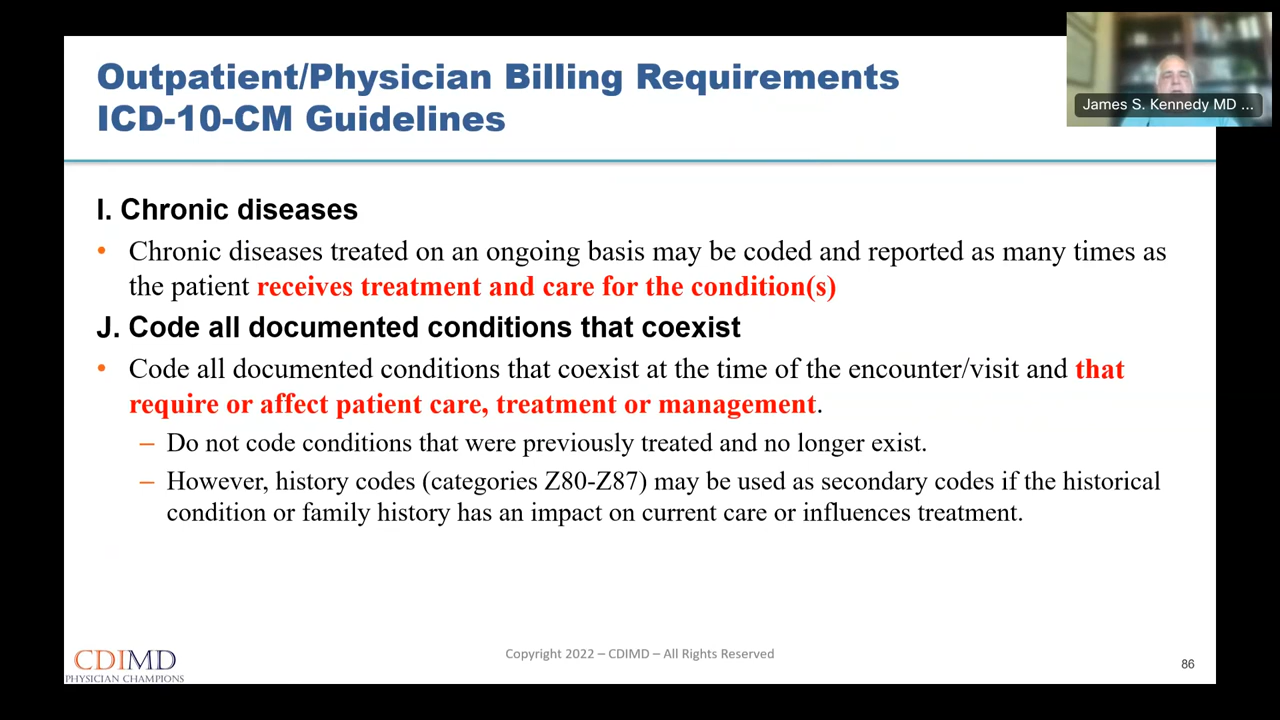 Outpatient/Physician Billing Requirements
ICD-10-CM Guidelines
James S. Kennedy MD ...
I. Chronic diseases
• Chronic diseases treated on an ongoing basis may be coded and reported as many times as
the patient receives treatment and care for the condition(s)
J. Code all documented conditions that coexist
• Code all documented conditions that coexist at the time of the encounter/visit and that
require or affect patient care, treatment or management.
– Do not code conditions that were previously treated and no longer exist.
– However, history codes (categories Z80-Z87) may be used as secondary codes if the historical
condition or family history has an impact on current care or influences treatment.
CDIMD
PHYSICIAN CHAMPIONS
Copyright 2022 – CDIMD – All Rights Reserved
86